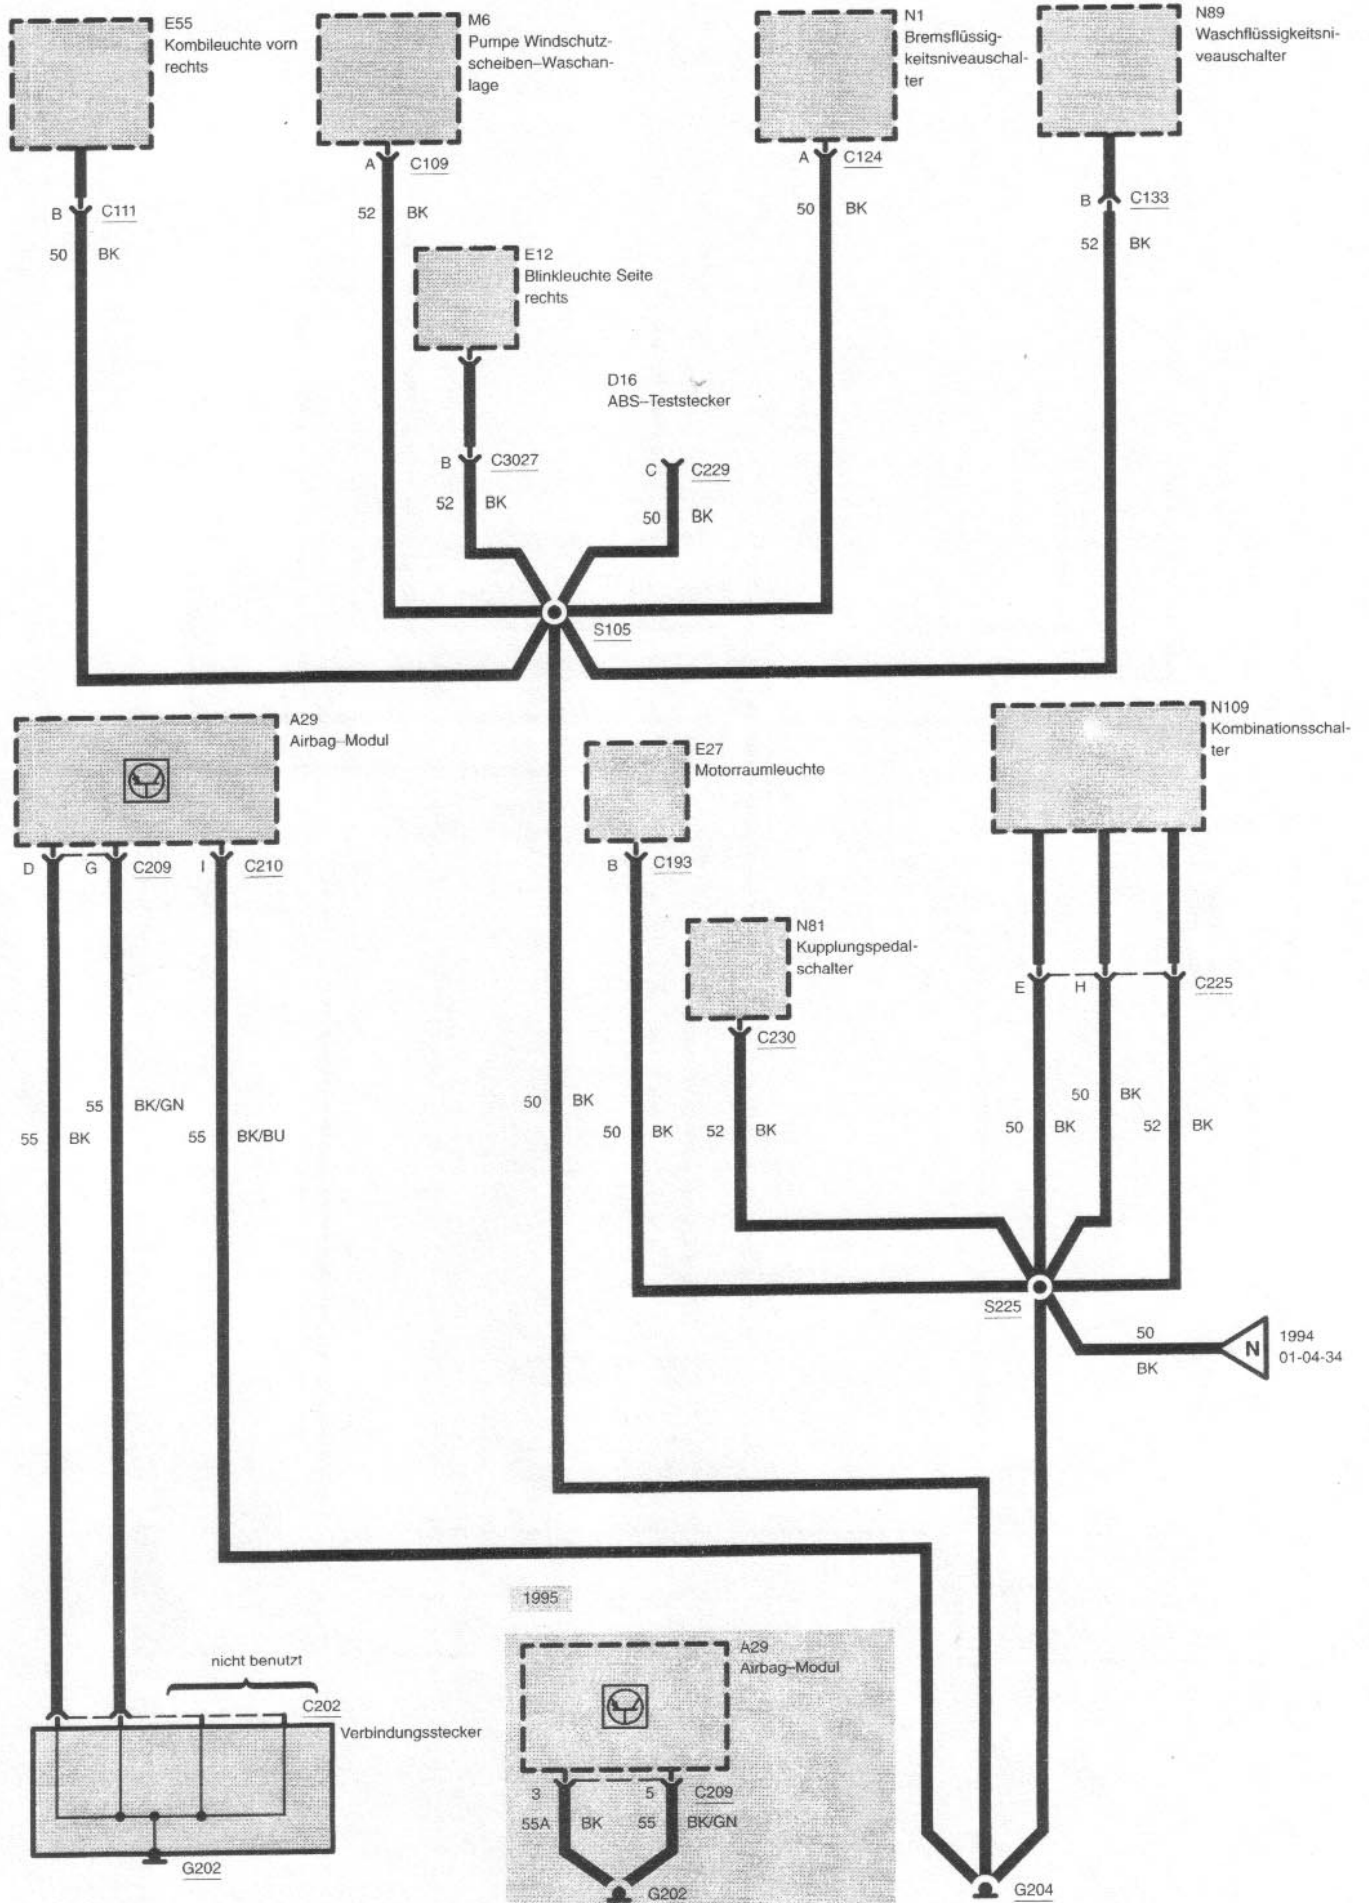 E55
Kombileuchte vorn
rechts
M6
Pumpe Windschutz-
scheiben–Waschan-
lage
N1
Bremsflüssig-
keitsniveauschal-
ter
N89
Waschflüssigkeitsni-
veauschalter
A C109
A C124
B C111
B C133
52 BK
50 BK
50 BK
52 BK
E12
Blinkleuchte Seite
rechts
D16
ABS–Teststecker
B C3027
C C229
52 BK
50 BK
S105
A29
Airbag–Modul
E27
Motorraumleuchte
N109
Kombinationsschal-
ter
D G C209 I C210
B C193
N81
Kupplungspedal-
schalter
E H C225
C230
55 BK/GN
55 BK
55 BK/BU
50 BK
50 BK
52 BK
50 BK
50 BK
52 BK
S225
50
BK
N
1994
01-04-34
1995
A29
Airbag–Modul
nicht benutzt
C202
Verbindungsstecker
3 5 C209
55A BK 55 BK/GN
G202
G202
G204